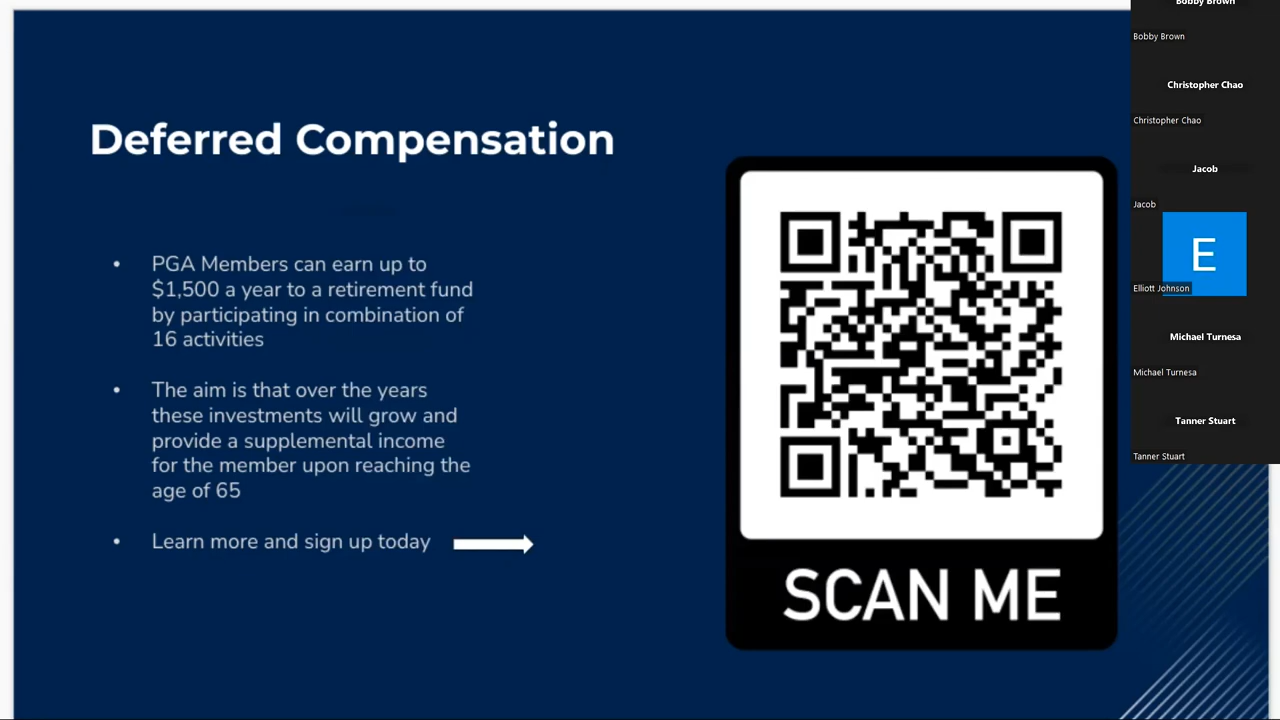 Deferred Compensation
• PGA Members can earn up to
$1,500 a year to a retirement fund
by participating in combination of
16 activities
• The aim is that over the years
these investments will grow and
provide a supplemental income
for the member upon reaching the
age of 65
• Learn more and sign up today
SCAN ME
Bobby Brown
Bobby Brown
Christopher Chao
Christopher Chao
Jacob
Jacob
E
Elliott Johnson
Michael Turnesa
Michael Turnesa
Tanner Stuart
Tanner Stuart